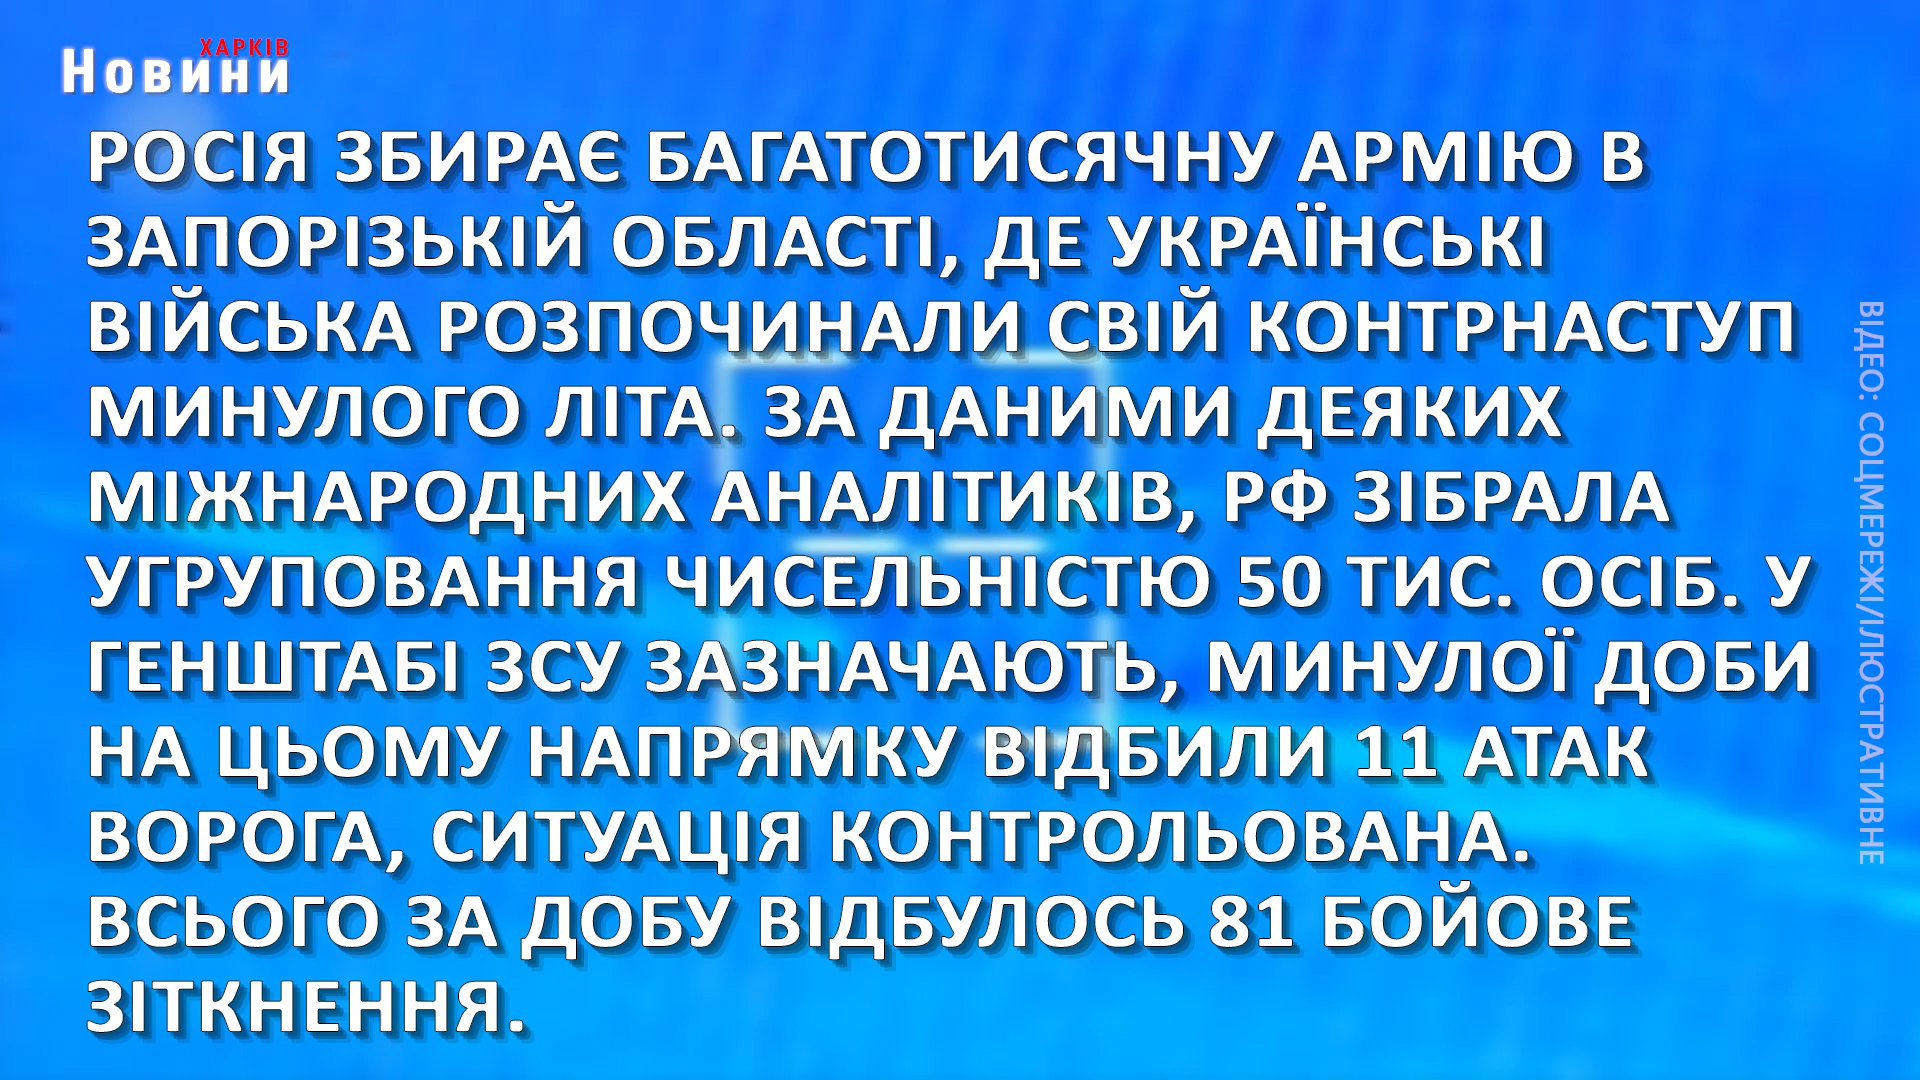 ХАРКІВ
Новини
РОСІЯ ЗБИРАЄ БАГАТОТИСЯЧНУ АРМІЮ В
ЗАПОРІЗЬКІЙ ОБЛАСТІ, ДЕ УКРАЇНСЬКІ
ВІЙСЬКА РОЗПОЧИНАЛИ СВІЙ КОНТРНАСТУП
МИНУЛОГО ЛІТА. ЗА ДАНИМИ ДЕЯКИХ
МІЖНАРОДНИХ АНАЛІТИКІВ, РФ ЗІБРАЛА
УГРУПОВАННЯ ЧИСЕЛЬНІСТЮ 50 ТИС. ОСІБ. У
ГЕНШТАБІ ЗСУ ЗАЗНАЧАЮТЬ, МИНУЛОЇ ДОБИ
НА ЦЬОМУ НАПРЯМКУ ВІДБИЛИ 11 АТАК
ВОРОГА, СИТУАЦІЯ КОНТРОЛЬОВАНА.
ВСЬОГО ЗА ДОБУ ВІДБУЛОСЬ 81 БОЙОВЕ
ЗІТКНЕННЯ.
ВІДЕО: СОЦМЕРЕЖІ/ІЛЮСТРАТИВНЕ